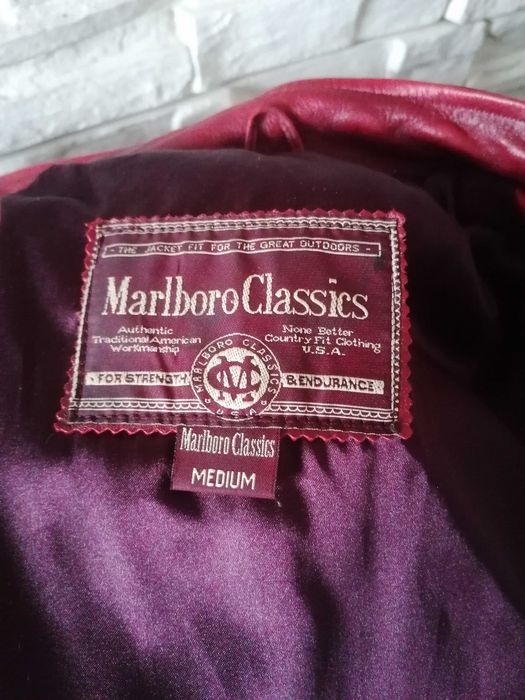 - THE JACKET FIT FOR THE GREAT OUTDOORS -
Marlboro Classics
Authentic
Traditional American
Workmanship
None Better
Country Fit Clothing
U.S.A.
- FOR STRENGTH
& ENDURANCE -
MARLBORO CLASSICS
MC
U.S.A
Marlboro Classics
MEDIUM